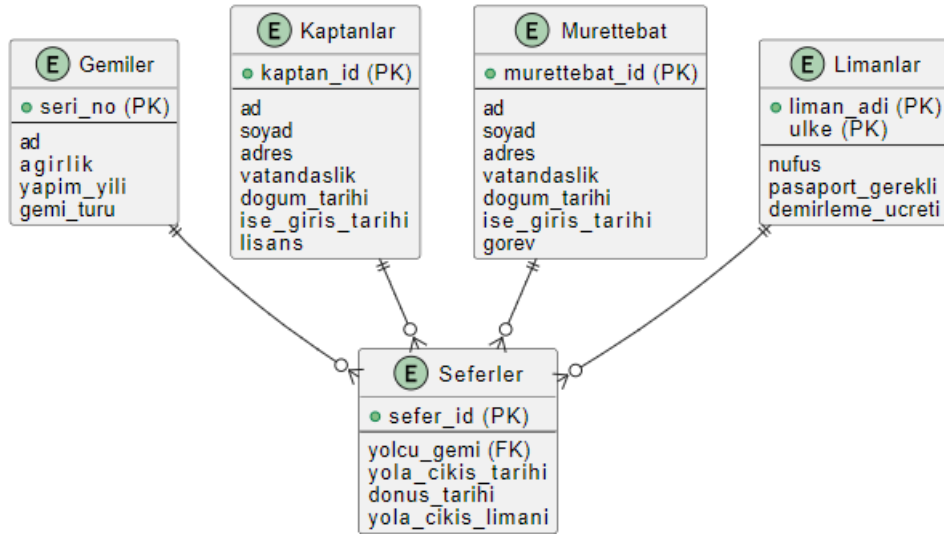 E Gemiler
seri_no (PK)
ad
agirlik
yapim_yili
gemi_turu
E Kaptanlar
kaptan_id (PK)
ad
soyad
adres
vatandaslik
dogum_tarihi
ise_giris_tarihi
lisans
E Murettebat
murettebat_id (PK)
ad
soyad
adres
vatandaslik
dogum_tarihi
ise_giris_tarihi
gorev
E Limanlar
liman_adi (PK)
ulke (PK)
nufus
pasaport_gerekli
demirleme_ucreti
E Seferler
sefer_id (PK)
yolcu_gemi (FK)
yola_cikis_tarihi
donus_tarihi
yola_cikis_limani